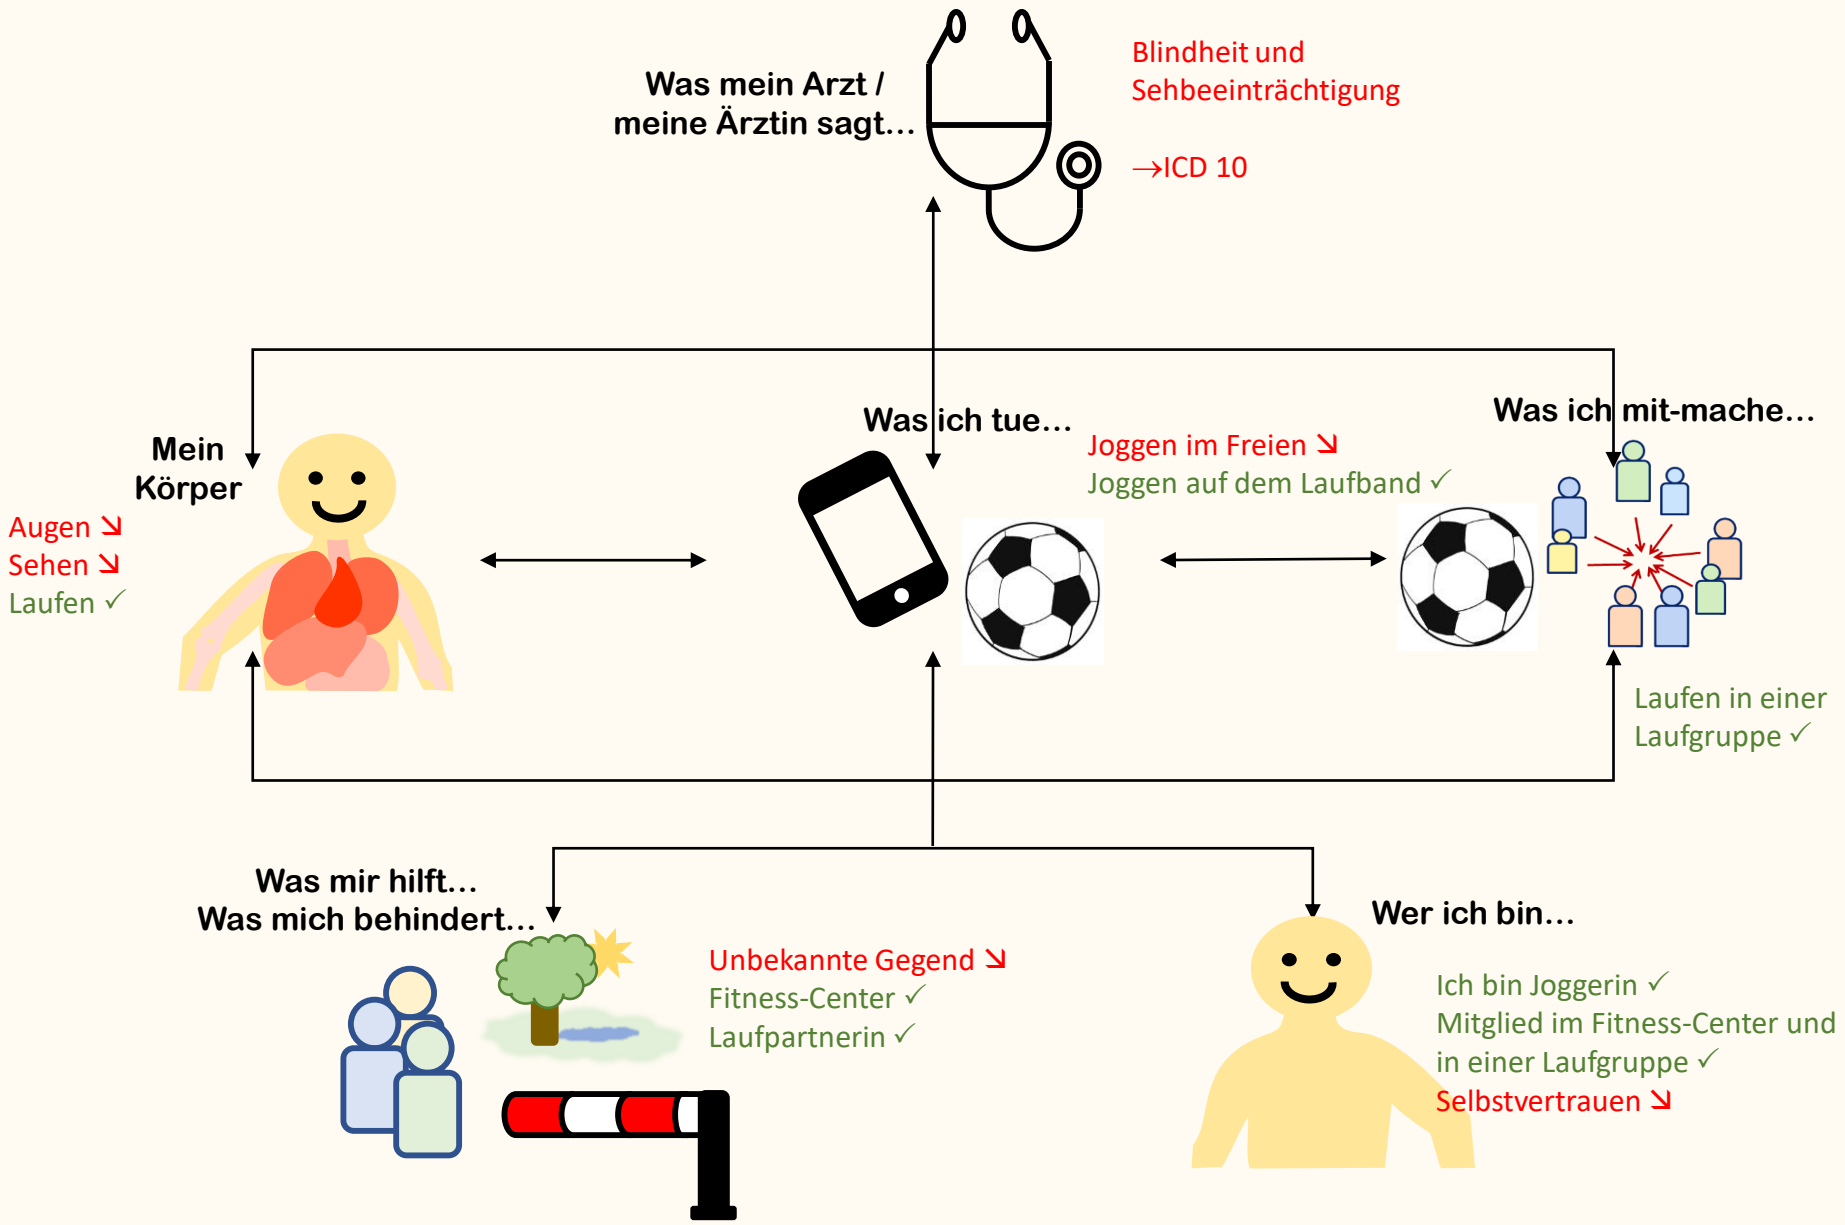 Was mein Arzt /
meine Ärztin sagt...
Blindheit und
Sehbeeinträchtigung
→ICD 10
Mein
Körper
Augen ↘
Sehen ↘
Laufen ✓
Was ich tue...
Joggen im Freien ↘
Joggen auf dem Laufband ✓
Was ich mit-mache...
Laufen in einer
Laufgruppe ✓
Was mir hilft...
Was mich behindert...
Unbekannte Gegend ↘
Fitness-Center ✓
Laufpartnerin ✓
Wer ich bin...
Ich bin Joggerin ✓
Mitglied im Fitness-Center und
in einer Laufgruppe ✓
Selbstvertrauen ↘